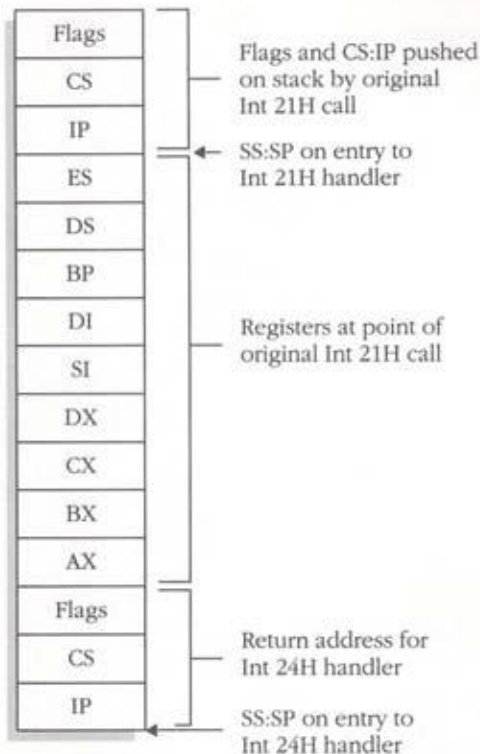 Flags
CS
IP
Flags and CS:IP pushed
on stack by original
Int 21H call
SS:SP on entry to
Int 21H handler
ES
DS
BP
DI
SI
DX
CX
BX
AX
Registers at point of
original Int 21H call
Flags
CS
IP
Return address for
Int 24H handler
SS:SP on entry to
Int 24H handler